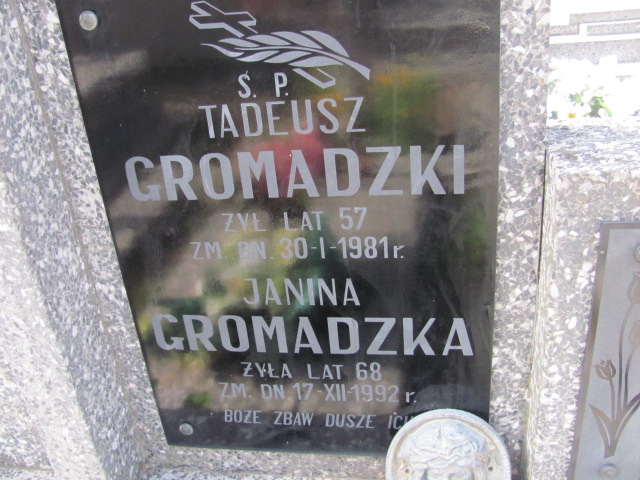 Ś. P.
TADEUSZ
GROMADZKI
ŻYŁ LAT 57
ZM. DN. 30-I-1981 r.
JANINA
GROMADZKA
ŻYŁA LAT 68
ZM. DN. 17-XII-1992 r.
BOŻE ZBAW DUSZE ICH